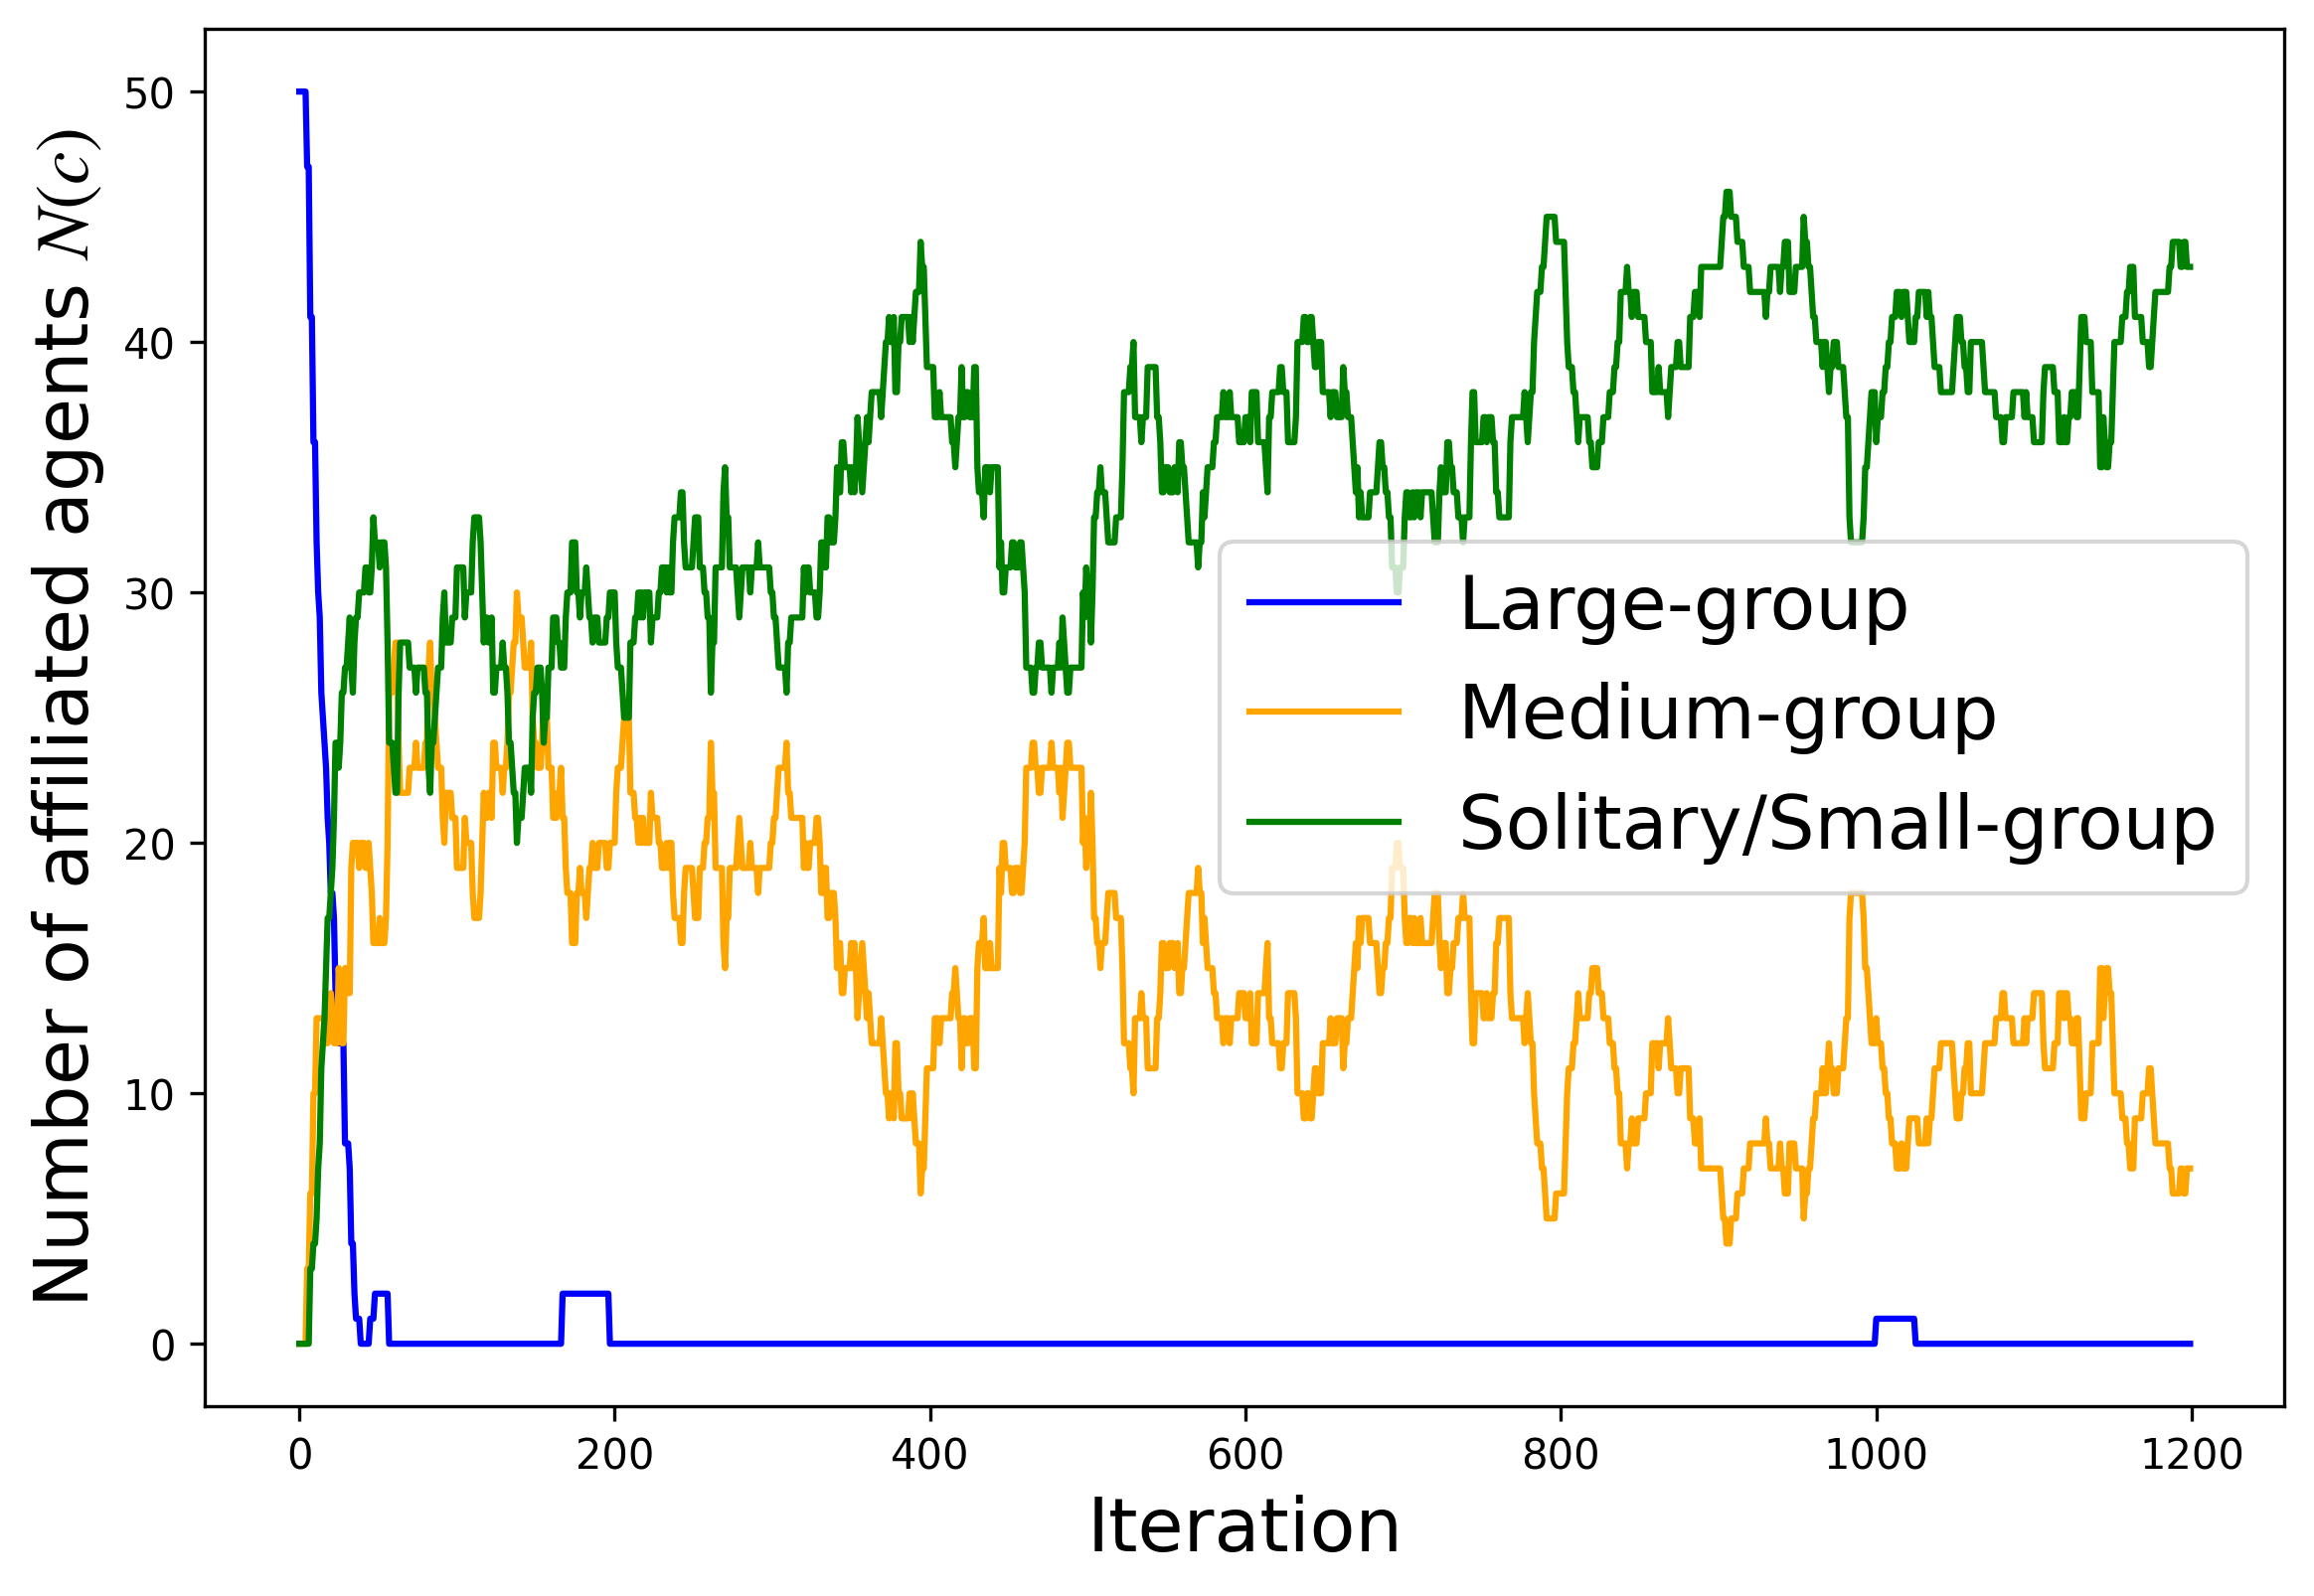 Number of affiliated agents N(c)
50
40
30
20
10
0
Large-group
Medium-group
Solitary/Small-group
0 200 400 600 800 1000 1200
Iteration